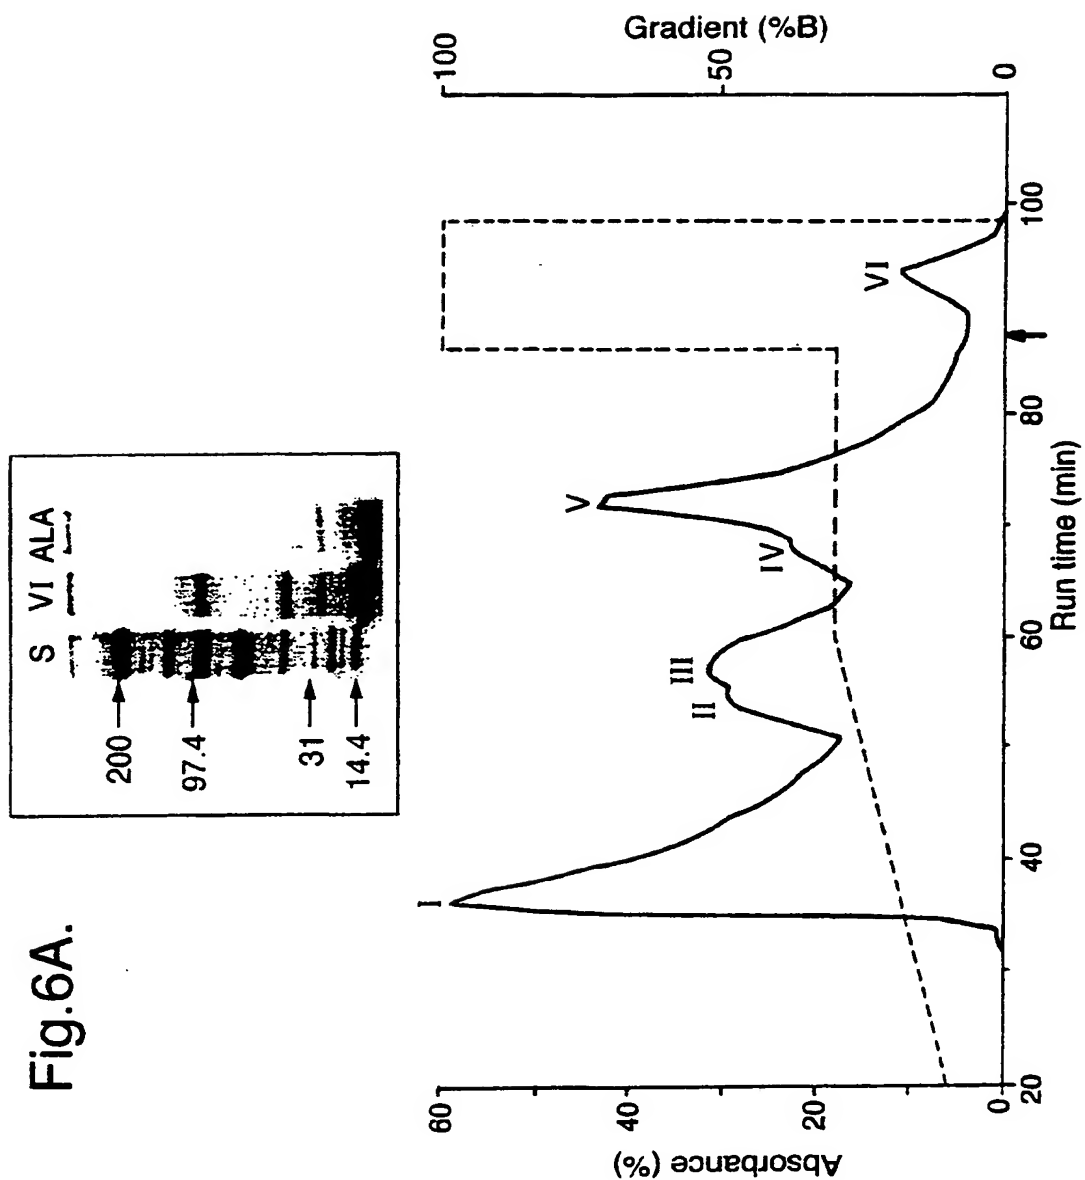 Fig.6A.
S VI ALA
200
97.4
31
14.4
Absorbance (%)
60
40
20
0
Gradient (%B)
100
50
0
I
II
III
IV
V
VI
20
40
60
80
100
Run time (min)